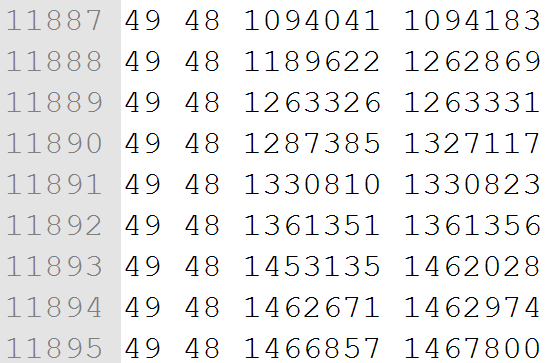 11887 49 48 1094041 1094183
11888 49 48 1189622 1262869
11889 49 48 1263326 1263331
11890 49 48 1287385 1327117
11891 49 48 1330810 1330823
11892 49 48 1361351 1361356
11893 49 48 1453135 1462028
11894 49 48 1462671 1462974
11895 49 48 1466857 1467800